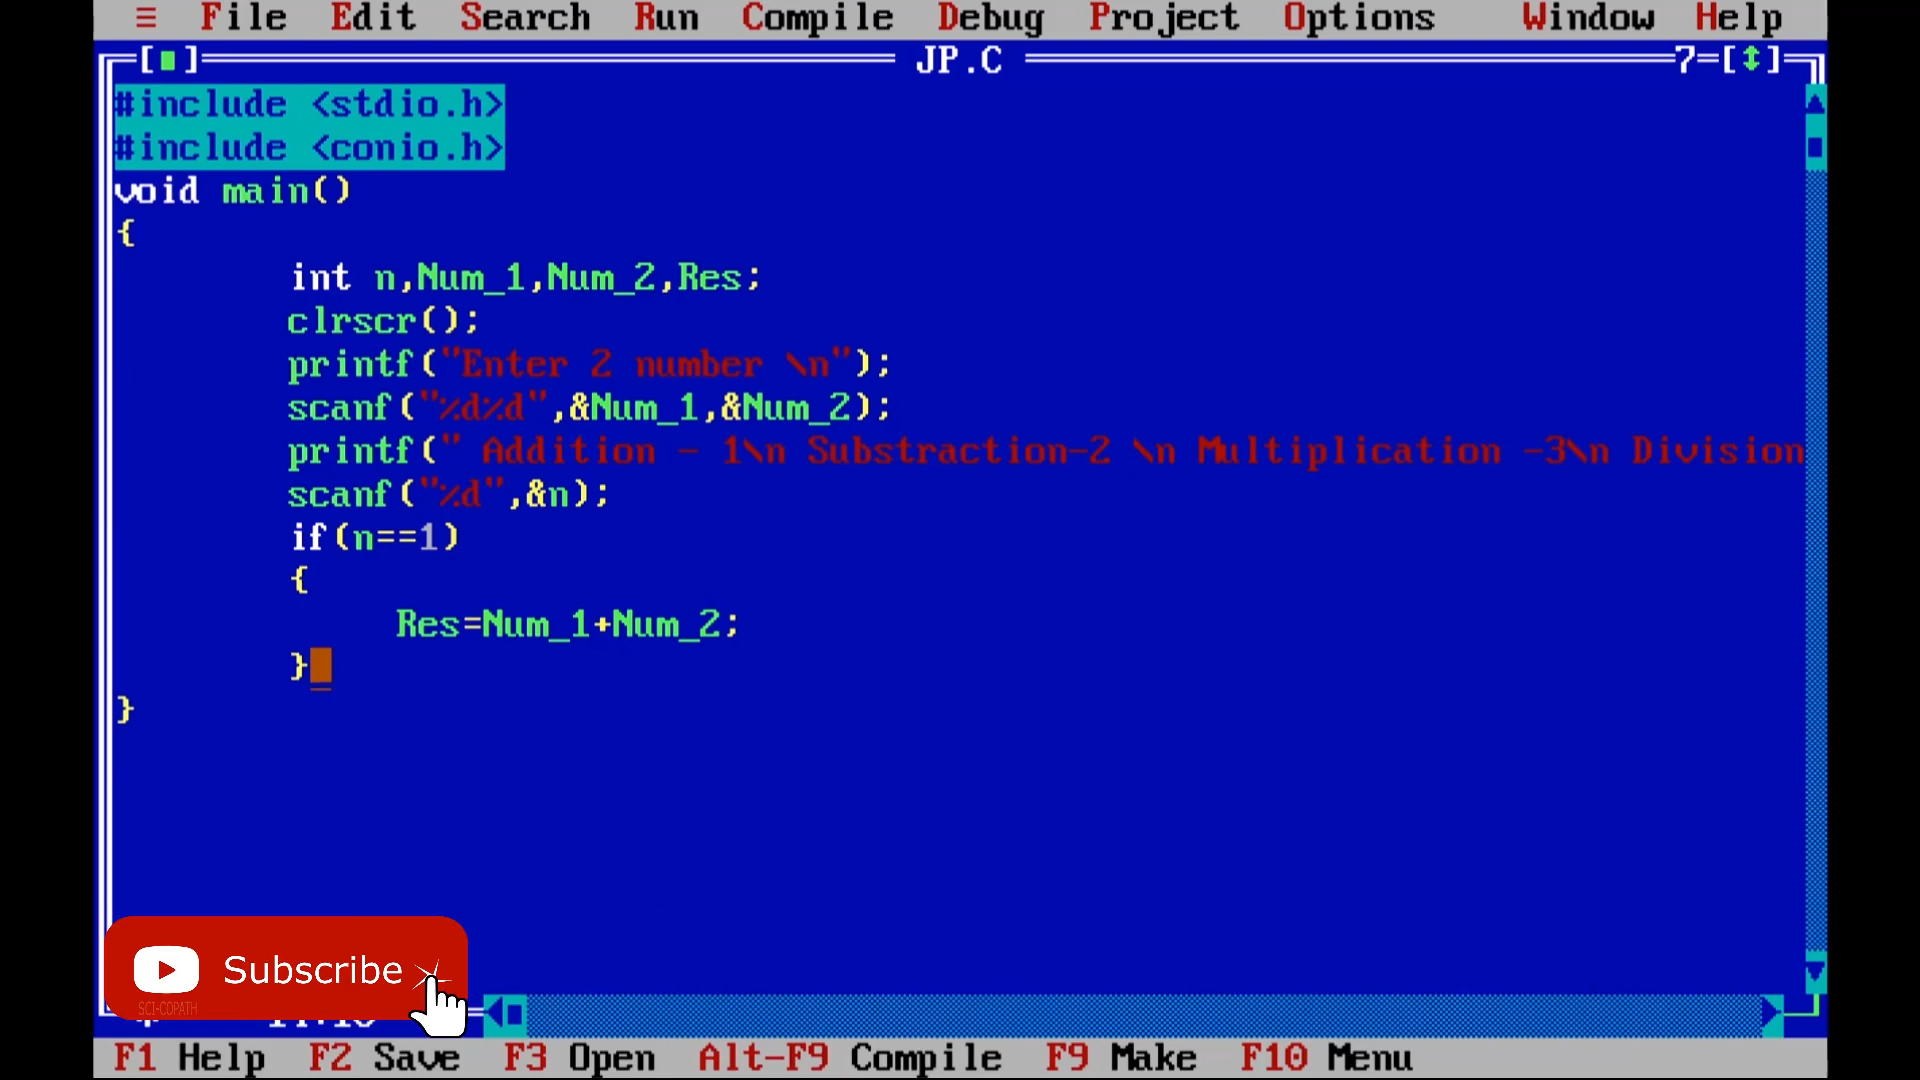 ≡ File Edit Search Run Compile Debug Project Options Window Help
JP.C 7
#include <stdio.h>
#include <conio.h>
void main()
{
int n,Num_1,Num_2,Res;
clrscr();
printf("Enter 2 number \n");
scanf("%d%d",&Num_1,&Num_2);
printf(" Addition - 1\n Substraction-2 \n Multiplication -3\n Division
scanf("%d",&n);
if(n==1)
{
Res=Num_1+Num_2;
}
}
Subscribe
SCI-COPATH
F1 Help F2 Save F3 Open Alt-F9 Compile F9 Make F10 Menu